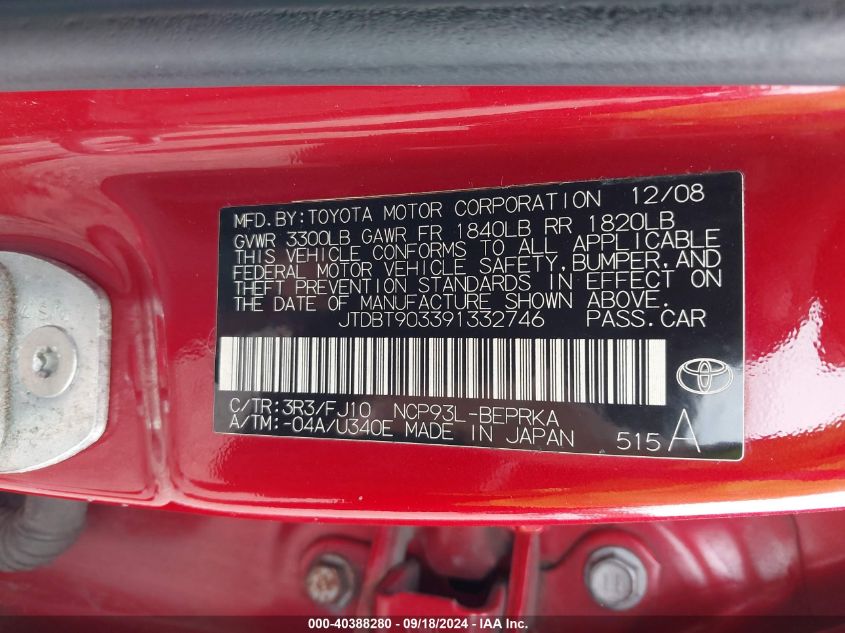 MFD. BY: TOYOTA MOTOR CORPORATION 12/08
GVWR 3300LB GAWR FR 1840LB RR 1820LB
THIS VEHICLE CONFORMS TO ALL APPLICABLE
FEDERAL MOTOR VEHICLE SAFETY, BUMPER, AND
THEFT PREVENTION STANDARDS IN EFFECT ON
THE DATE OF MANUFACTURE SHOWN ABOVE.
JTDBT903391332746 PASS.CAR
C/TR:3R3/FJ10 NCP93L-BEPRKA
A/TM:-04A/U340E MADE IN JAPAN 515 A
000-40388280 - 09/18/2024 - IAA Inc.